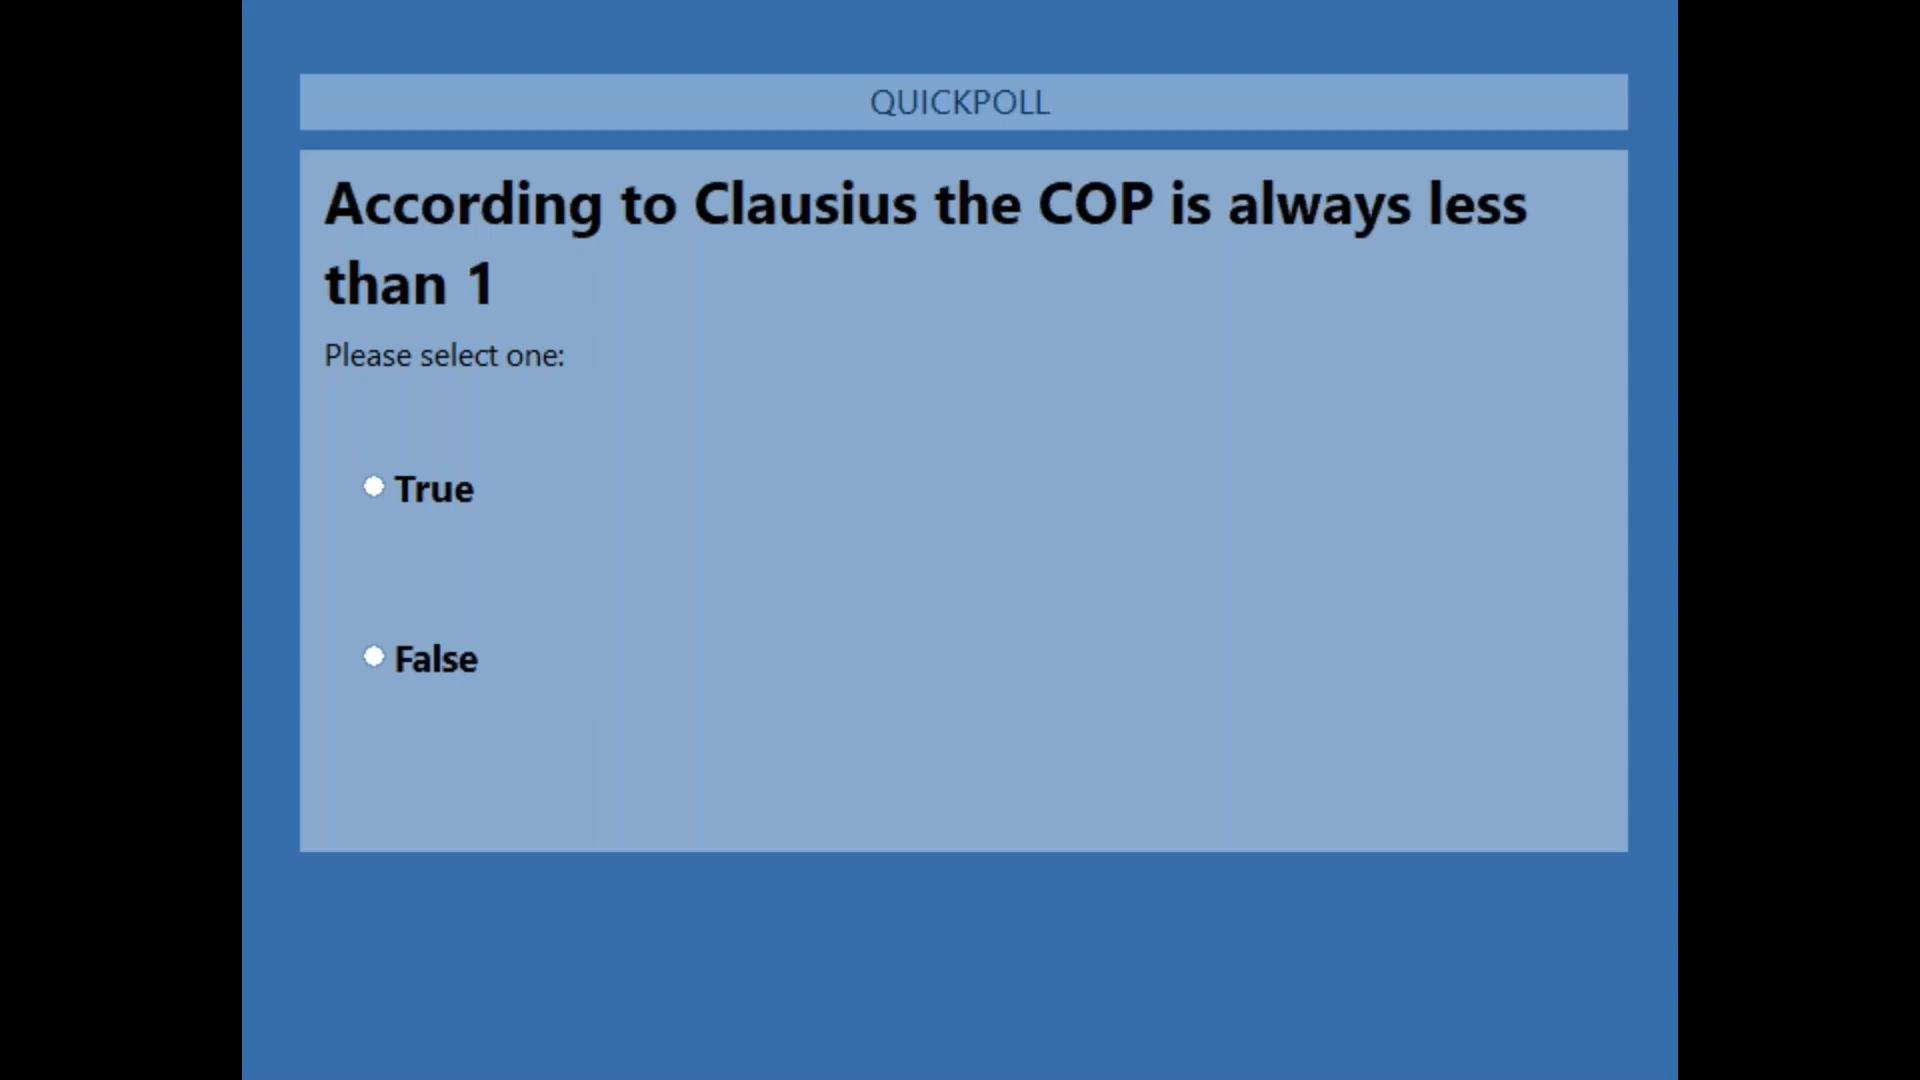 QUICKPOLL
According to Clausius the COP is always less
than 1
Please select one:
True
False